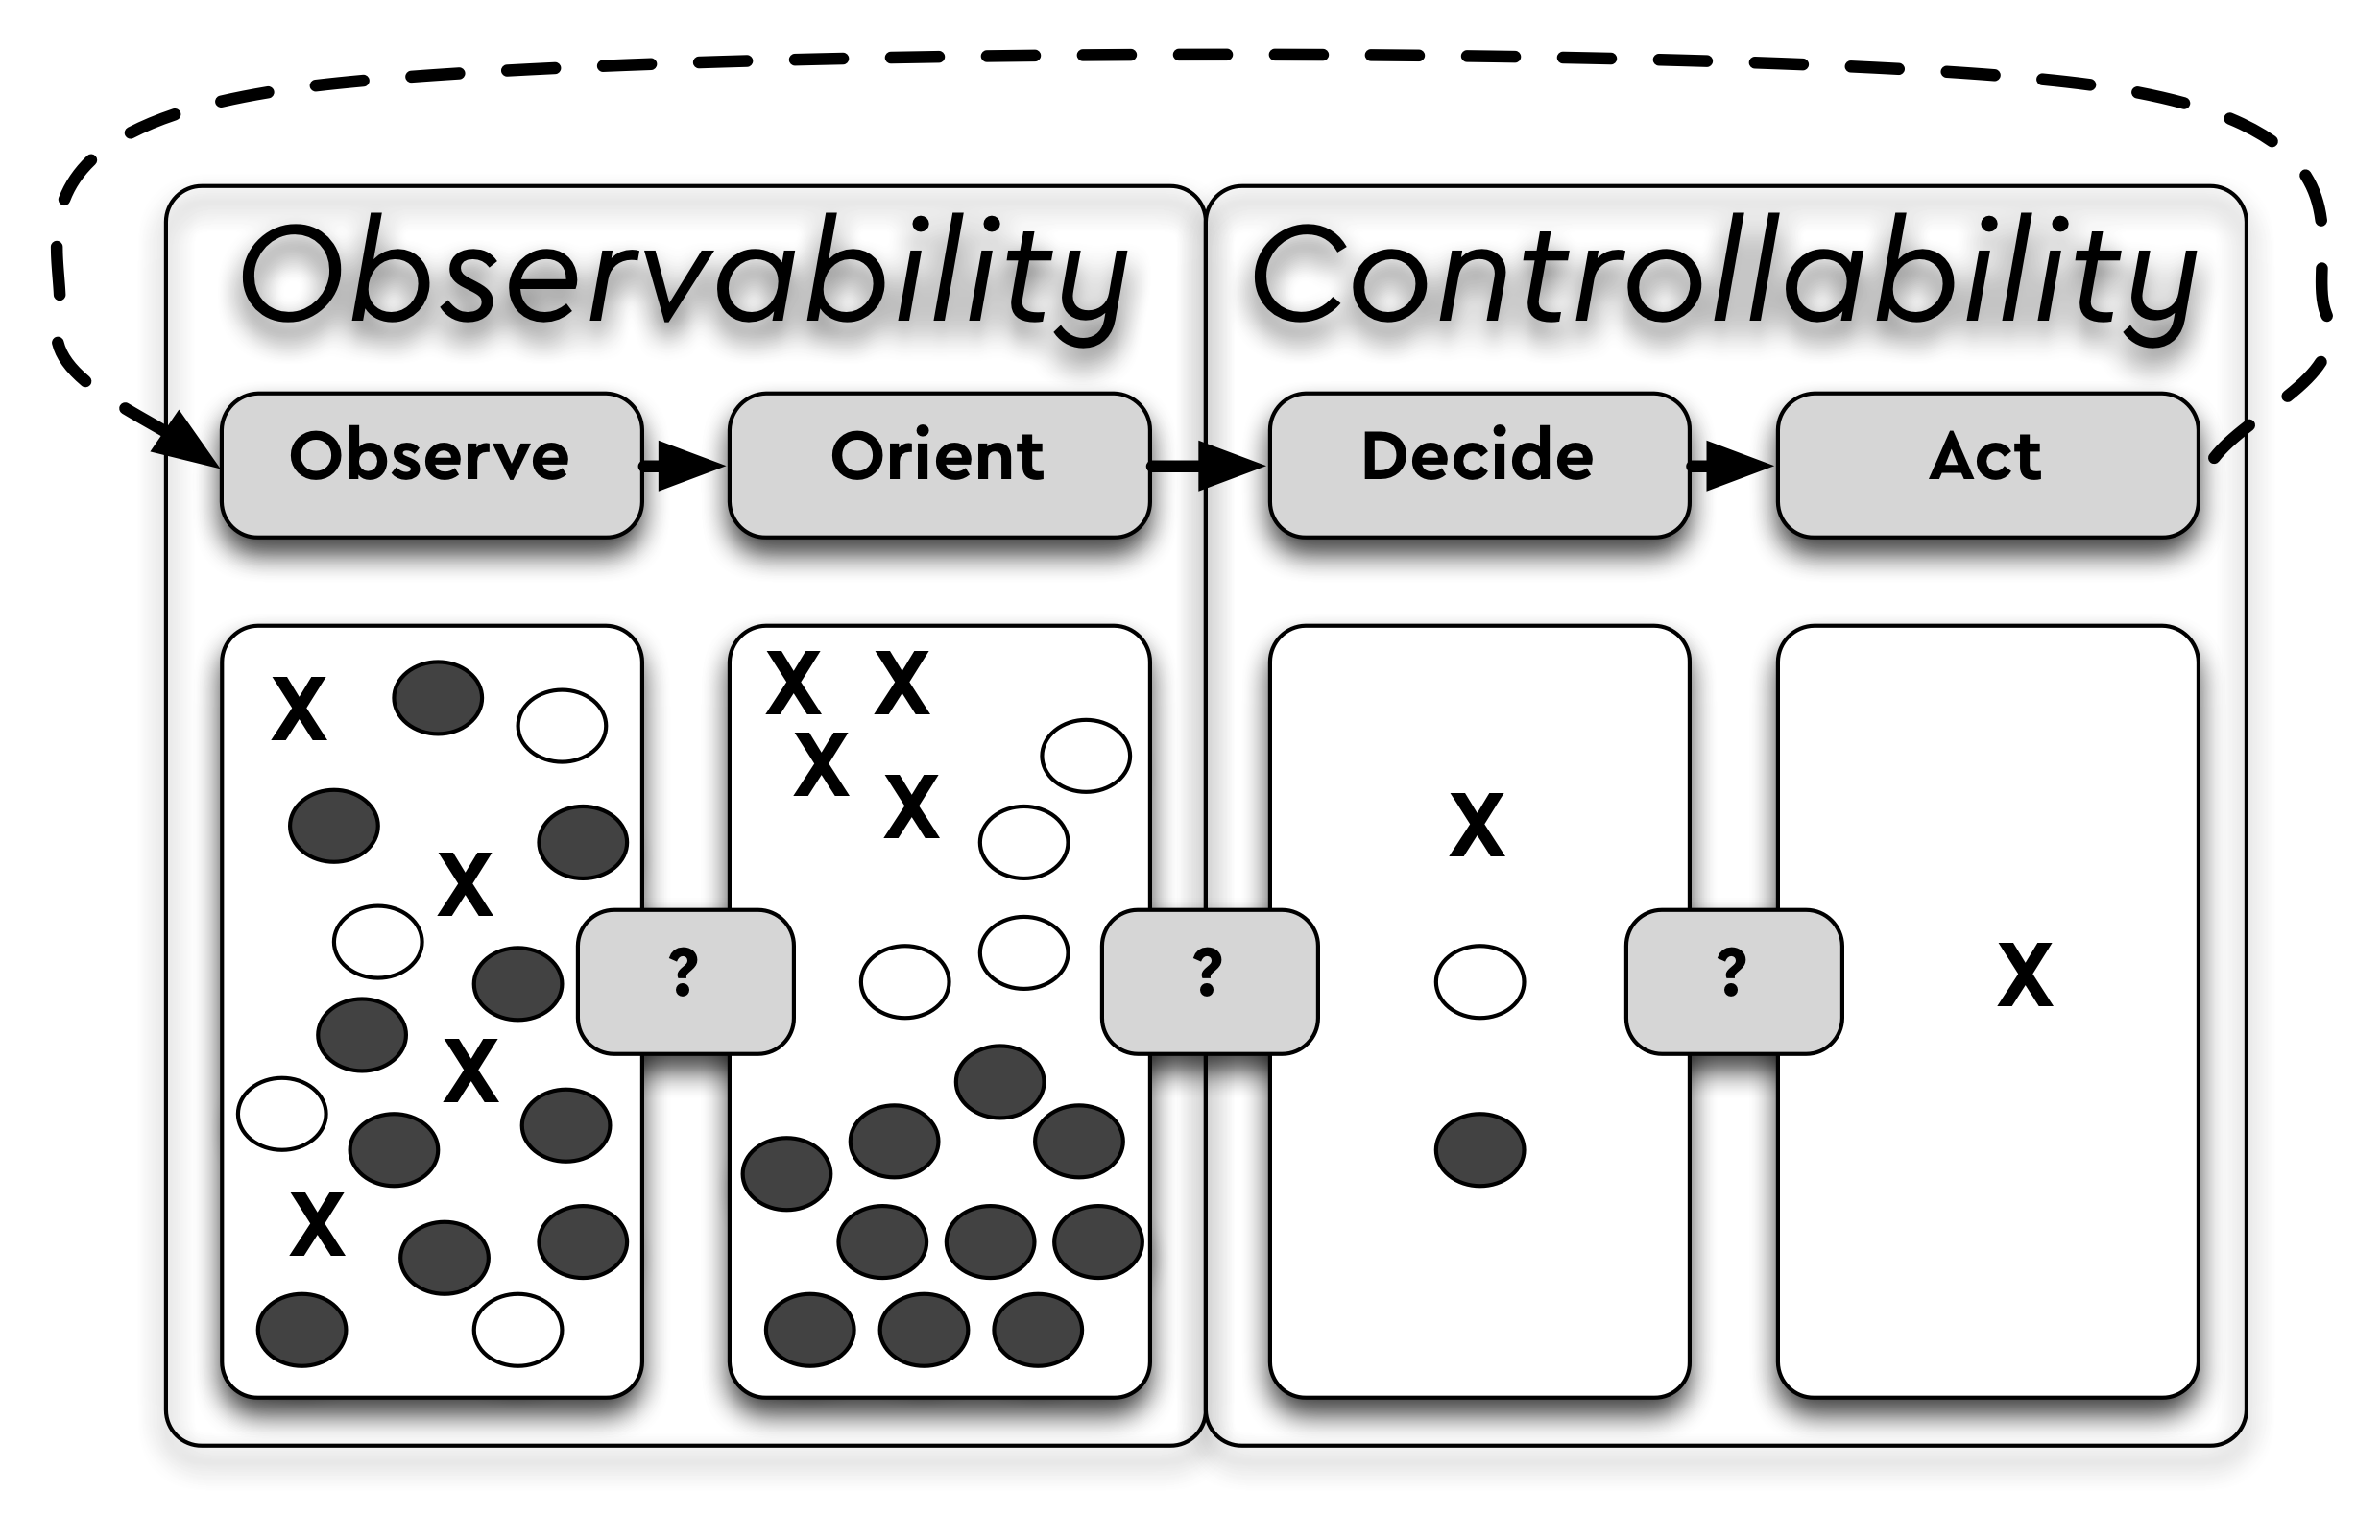 Observability
Controllability
Observe
Orient
Decide
Act
X
X
X
X
X
X
X
X
X
X
?
?
?